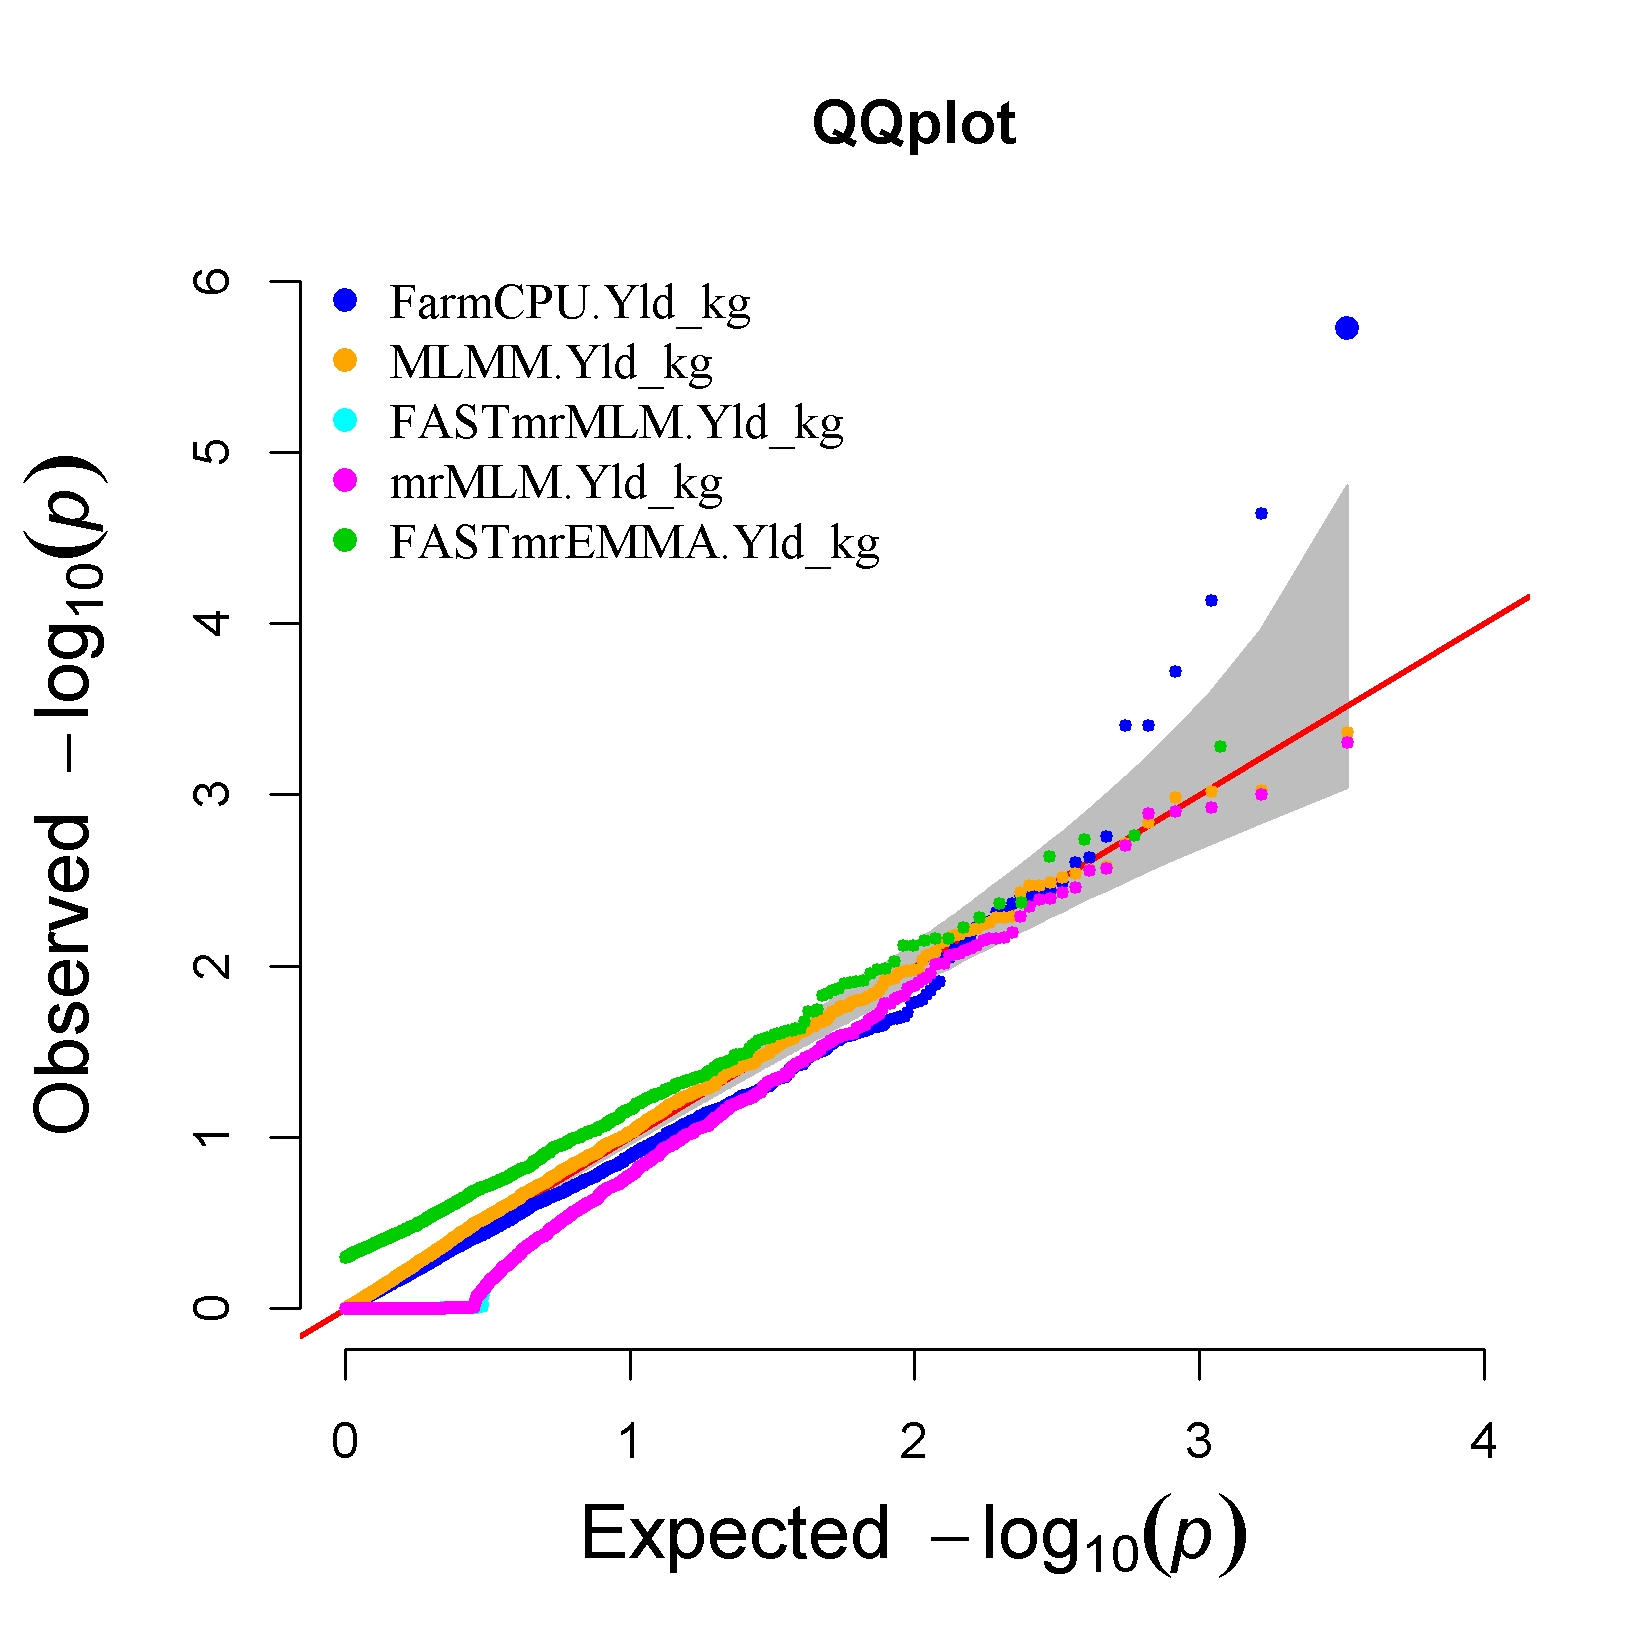 QQplot
FarmCPU.Yld_kg
MLMM.Yld_kg
FASTmrMLM.Yld_kg
mrMLM.Yld_kg
FASTmrEMMA.Yld_kg
Observed −log10(p)
6
5
4
3
2
1
0
0 1 2 3 4
Expected −log10(p)